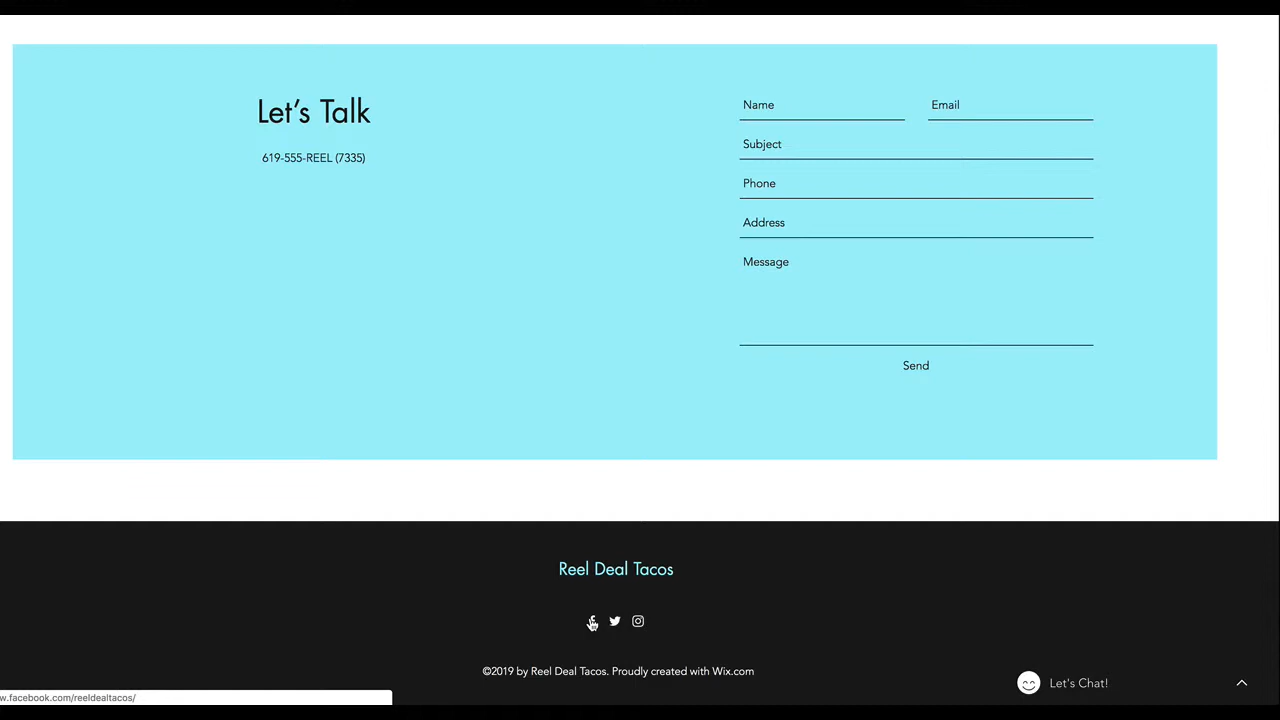 Let's Talk
619-555-REEL (7335)
Name
Email
Subject
Phone
Address
Message
Send
Reel Deal Tacos
©2019 by Reel Deal Tacos. Proudly created with Wix.com
Let's Chat!
w.facebook.com/reeldealtacos/